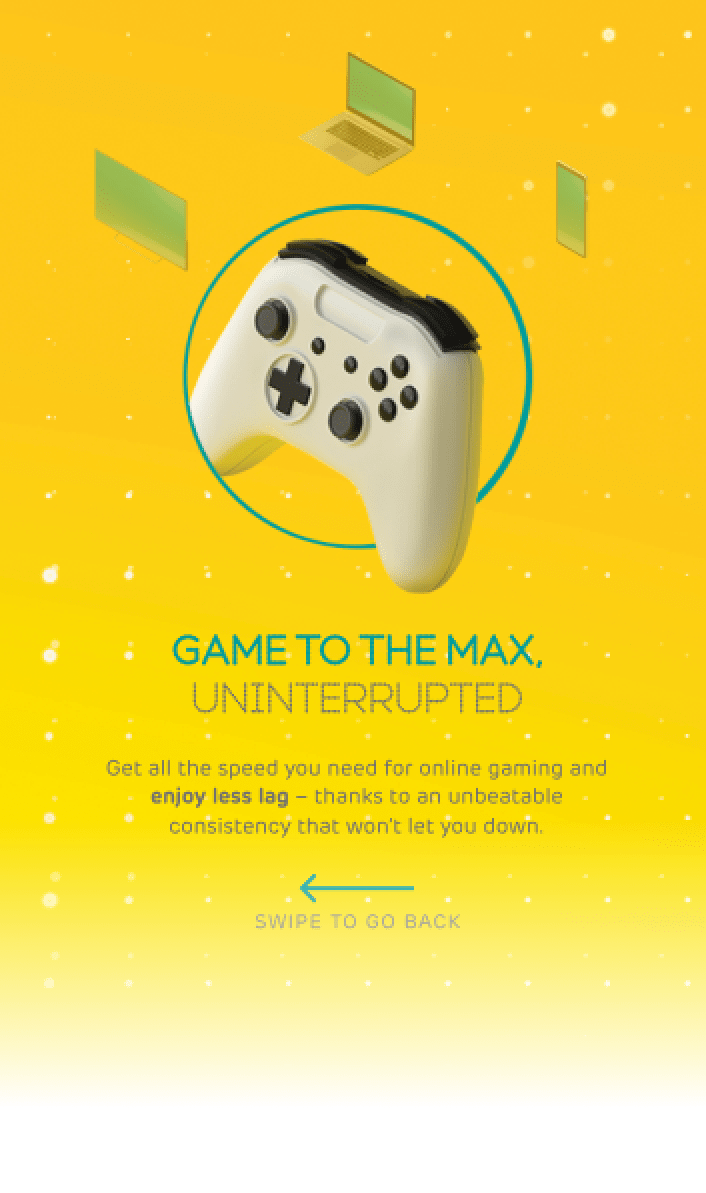 GAME TO THE MAX,
UNINTERRUPTED
Get all the speed you need for online gaming and
enjoy less lag – thanks to an unbeatable
consistency that won't let you down.
SWIPE TO GO BACK